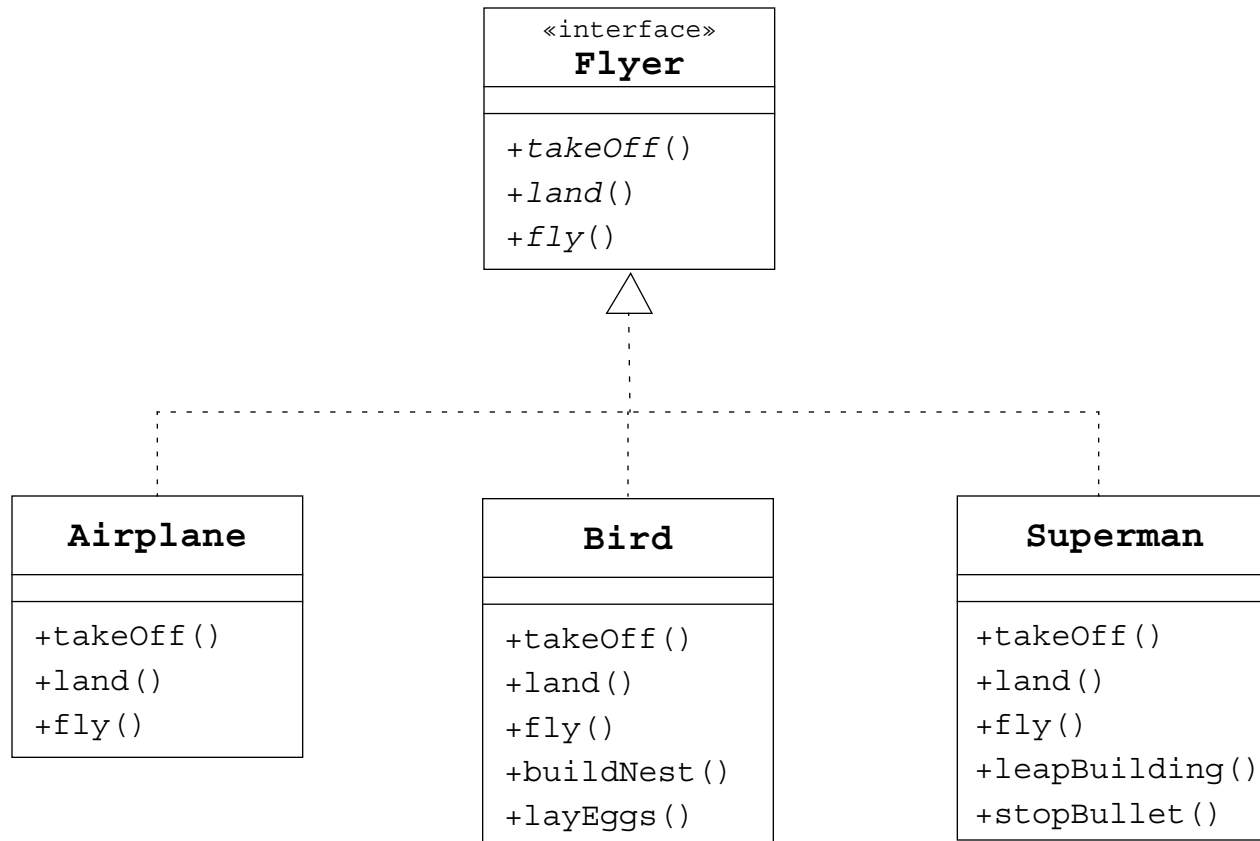 «interface»
Flyer
+takeOff()
+land()
+fly()
Airplane
+takeOff()
+land()
+fly()
Bird
+takeOff()
+land()
+fly()
+buildNest()
+layEggs()
Superman
+takeOff()
+land()
+fly()
+leapBuilding()
+stopBullet()